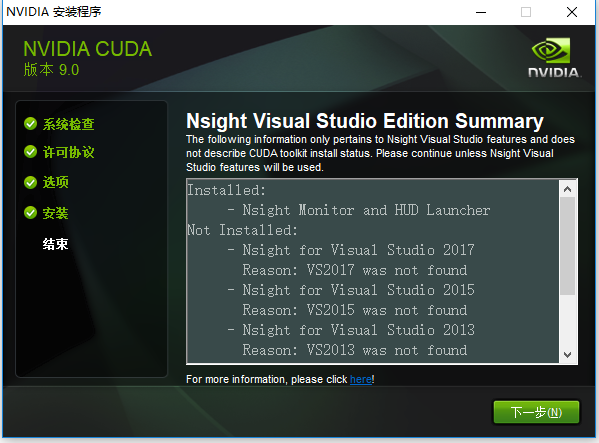 NVIDIA 安装程序
NVIDIA CUDA
版本 9.0
NVIDIA.
系统检查
许可协议
选项
安装
结束
Nsight Visual Studio Edition Summary
The following information only pertains to Nsight Visual Studio features and does
not describe CUDA toolkit install status. Please continue unless Nsight Visual
Studio features will be used.
Installed:
- Nsight Monitor and HUD Launcher
Not Installed:
- Nsight for Visual Studio 2017
Reason: VS2017 was not found
- Nsight for Visual Studio 2015
Reason: VS2015 was not found
- Nsight for Visual Studio 2013
Reason: VS2013 was not found
For more information, please click here!
下一步(N)